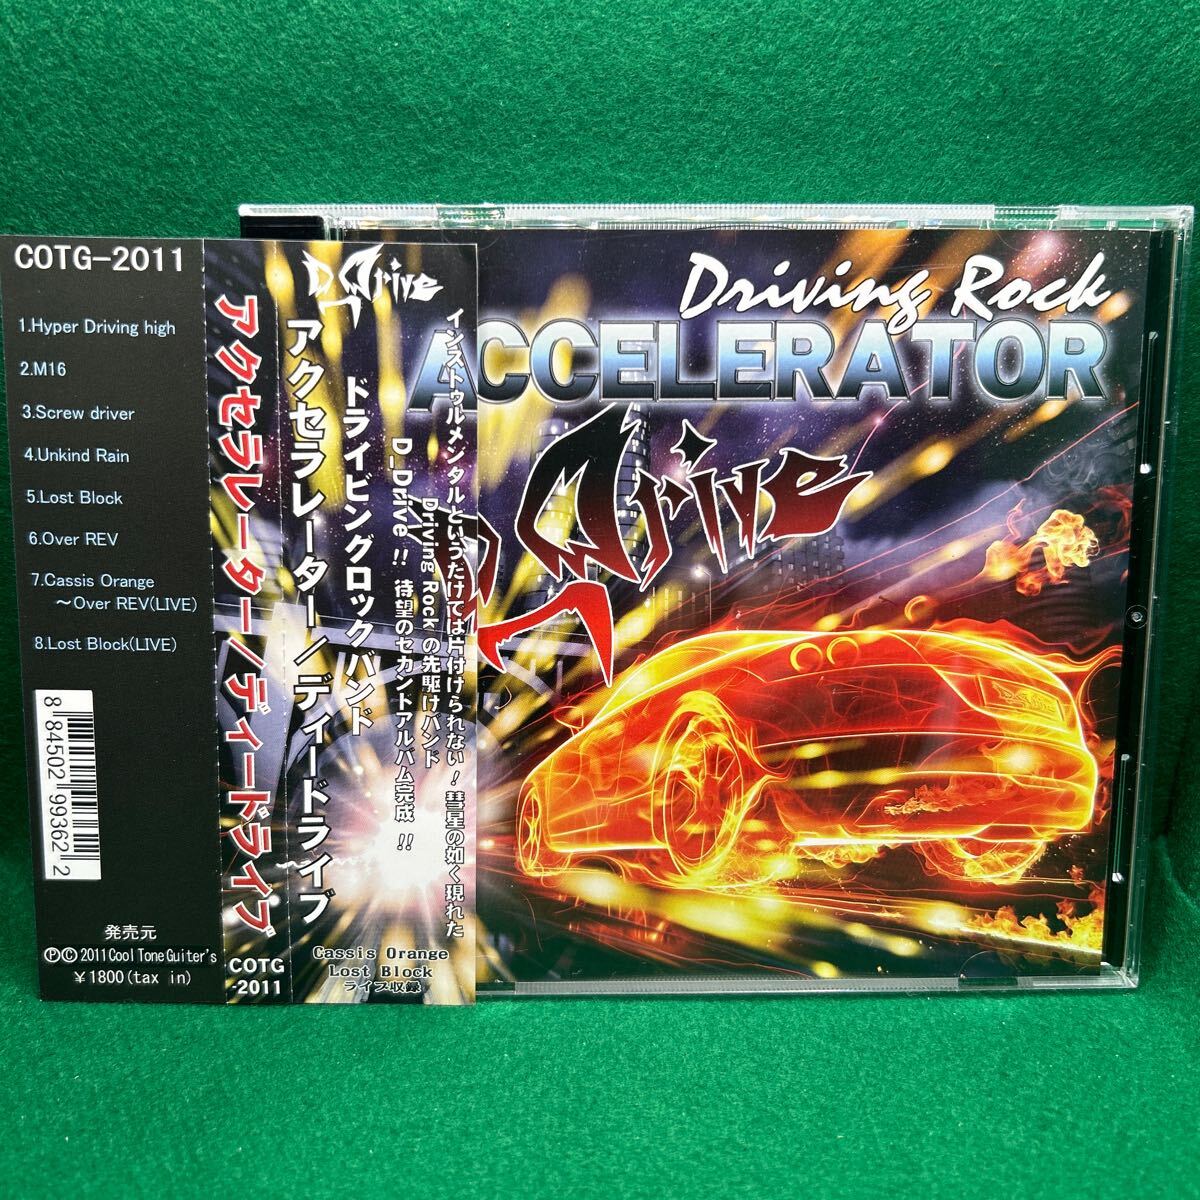 COTG-2011
1.Hyper Driving high
2.M16
3.Screw driver
4.Unkind Rain
5.Lost Block
6.Over REV
7.Cassis Orange
～Over REV(LIVE)
8.Lost Block(LIVE)
8 84502 99362 2
発売元
ⓅⒸ 2011 Cool Tone Guiter's
￥1800(tax in)
アクセラレーター/ディードライブ
COTG
-2011
D_Drive
インストゥルメンタルというだけでは片付けられない！彗星の如く現れた
Driving Rock の先駆けバンド
D_Drive !! 待望のセカンドアルバム完成 !!
ドライビングロックバンド
アクセラレーター/ディードライブ
Cassis Orange
Lost Block
ライブ収録
Driving Rock
ACCELERATOR
D_Drive